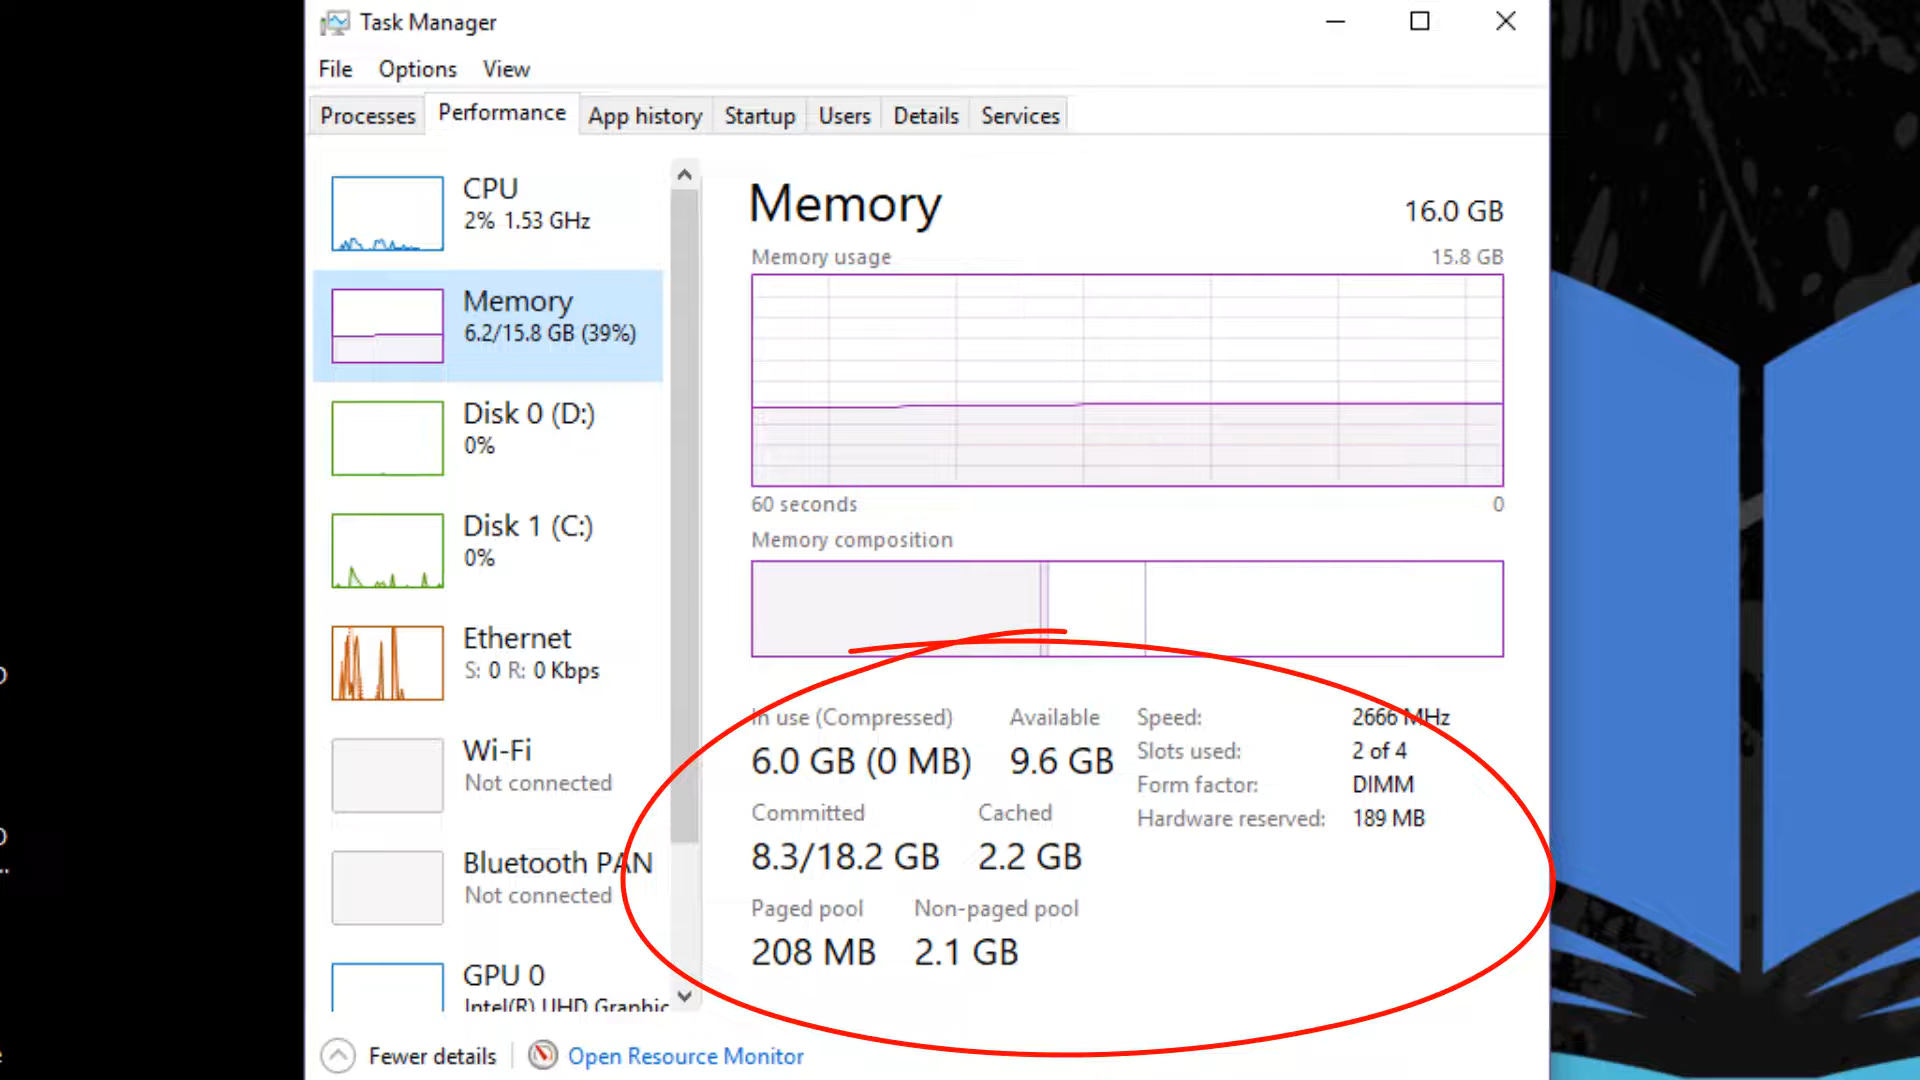 Task Manager
File Options View
Processes Performance App history Startup Users Details Services
CPU
2% 1.53 GHz
Memory
6.2/15.8 GB (39%)
Disk 0 (D:)
0%
Disk 1 (C:)
0%
Ethernet
S: 0 R: 0 Kbps
Wi-Fi
Not connected
Bluetooth PAN
Not connected
GPU 0
Intel(R) UHD Graphic
Memory 16.0 GB
Memory usage 15.8 GB
60 seconds 0
Memory composition
In use (Compressed) Available
6.0 GB (0 MB) 9.6 GB
Committed Cached
8.3/18.2 GB 2.2 GB
Paged pool Non-paged pool
208 MB 2.1 GB
Speed: 2666 MHz
Slots used: 2 of 4
Form factor: DIMM
Hardware reserved: 189 MB
Fewer details Open Resource Monitor